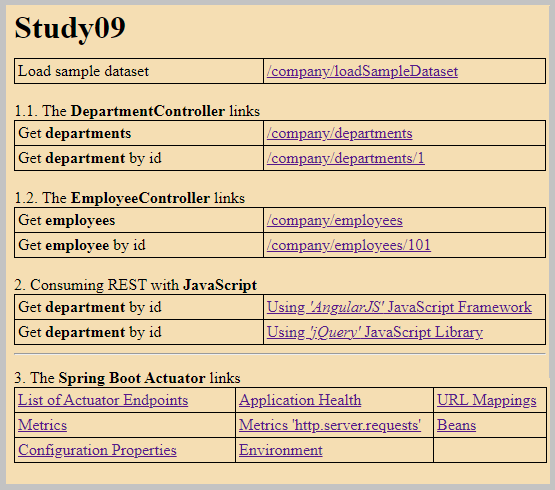 Study09
Load sample dataset /company/loadSampleDataset
1.1. The DepartmentController links
Get departments /company/departments
Get department by id /company/departments/1
1.2. The EmployeeController links
Get employees /company/employees
Get employee by id /company/employees/101
2. Consuming REST with JavaScript
Get department by id Using 'AngularJS' JavaScript Framework
Get department by id Using 'jQuery' JavaScript Library
3. The Spring Boot Actuator links
List of Actuator Endpoints Application Health URL Mappings
Metrics Metrics 'http.server.requests' Beans
Configuration Properties Environment